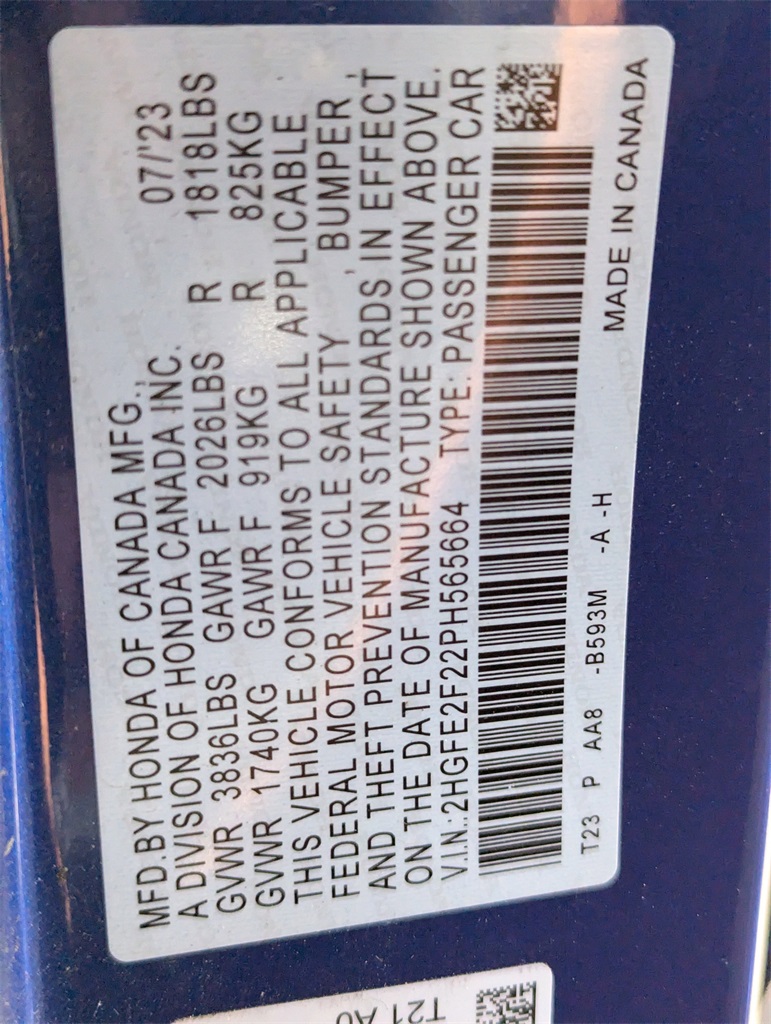 MFD.BY HONDA OF CANADA MFG., 07/'23
A DIVISION OF HONDA CANADA INC.
GVWR 3836LBS GAWR F 2026LBS R 1818LBS
GVWR 1740KG GAWR F 919KG R 825KG
THIS VEHICLE CONFORMS TO ALL APPLICABLE
FEDERAL MOTOR VEHICLE SAFETY , BUMPER ,
AND THEFT PREVENTION STANDARDS IN EFFECT
ON THE DATE OF MANUFACTURE SHOWN ABOVE.
V.I.N.:2HGFE2F22PH565664 TYPE: PASSENGER CAR
T23 P AA8 -B593M -A -H MADE IN CANADA
T21